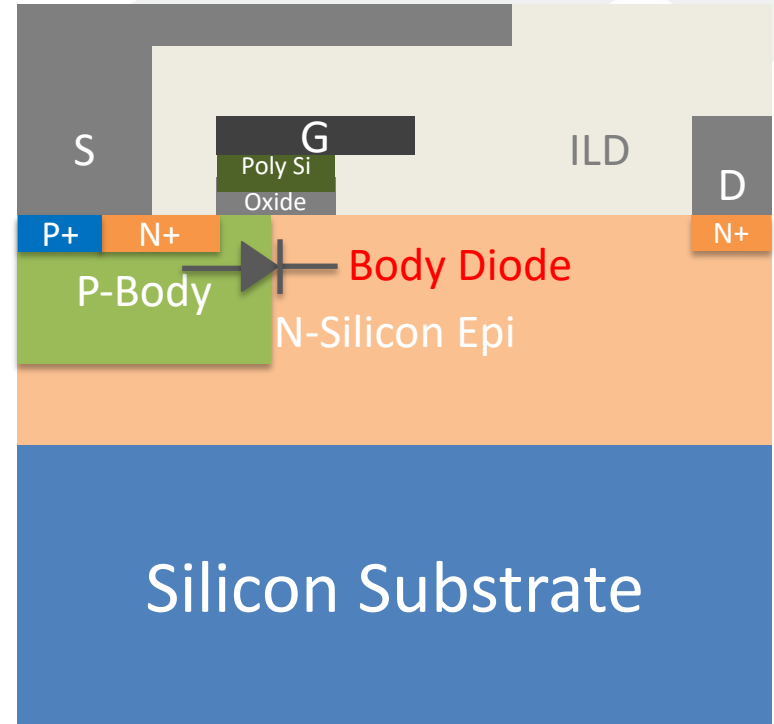 G
S
ILD
Poly Si
D
Oxide
P+
N+
N+
Body Diode
P-Body
N-Silicon Epi
Silicon Substrate